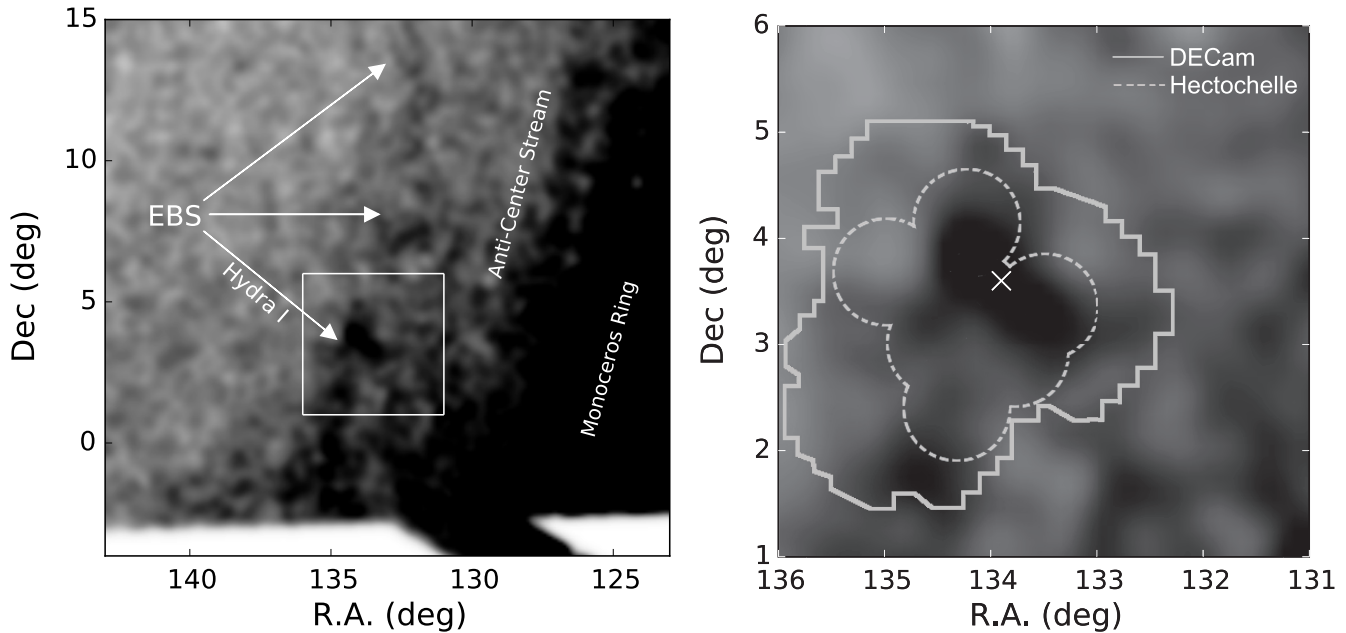 15
10
5
0
140
135
130
125
Dec (deg)
R.A. (deg)
EBS
Hydra I
Anti-Center Stream
Monoceros Ring
6
5
4
3
2
1
136
135
134
133
132
131
Dec (deg)
R.A. (deg)
DECam
Hectochelle